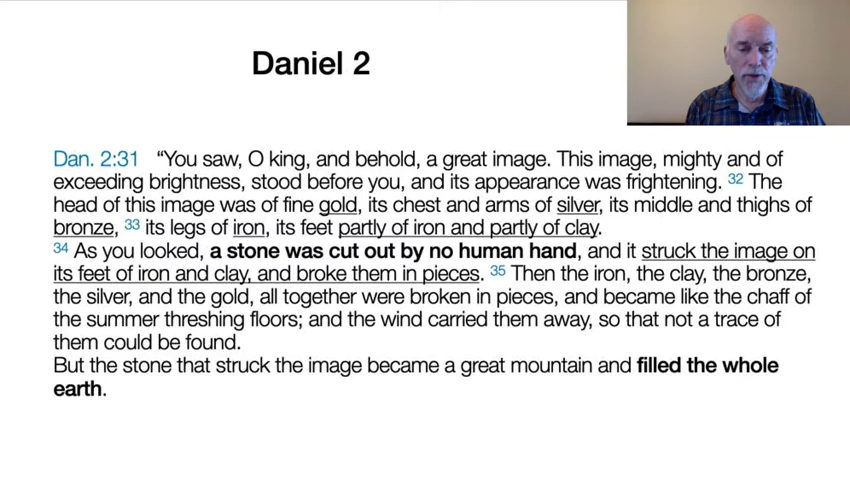 Daniel 2
Dan. 2:31 “You saw, O king, and behold, a great image. This image, mighty and of
exceeding brightness, stood before you, and its appearance was frightening. 32 The
head of this image was of fine gold, its chest and arms of silver, its middle and thighs of
bronze, 33 its legs of iron, its feet partly of iron and partly of clay.
34 As you looked, a stone was cut out by no human hand, and it struck the image on
its feet of iron and clay, and broke them in pieces. 35 Then the iron, the clay, the bronze,
the silver, and the gold, all together were broken in pieces, and became like the chaff of
the summer threshing floors; and the wind carried them away, so that not a trace of
them could be found.
But the stone that struck the image became a great mountain and filled the whole
earth.